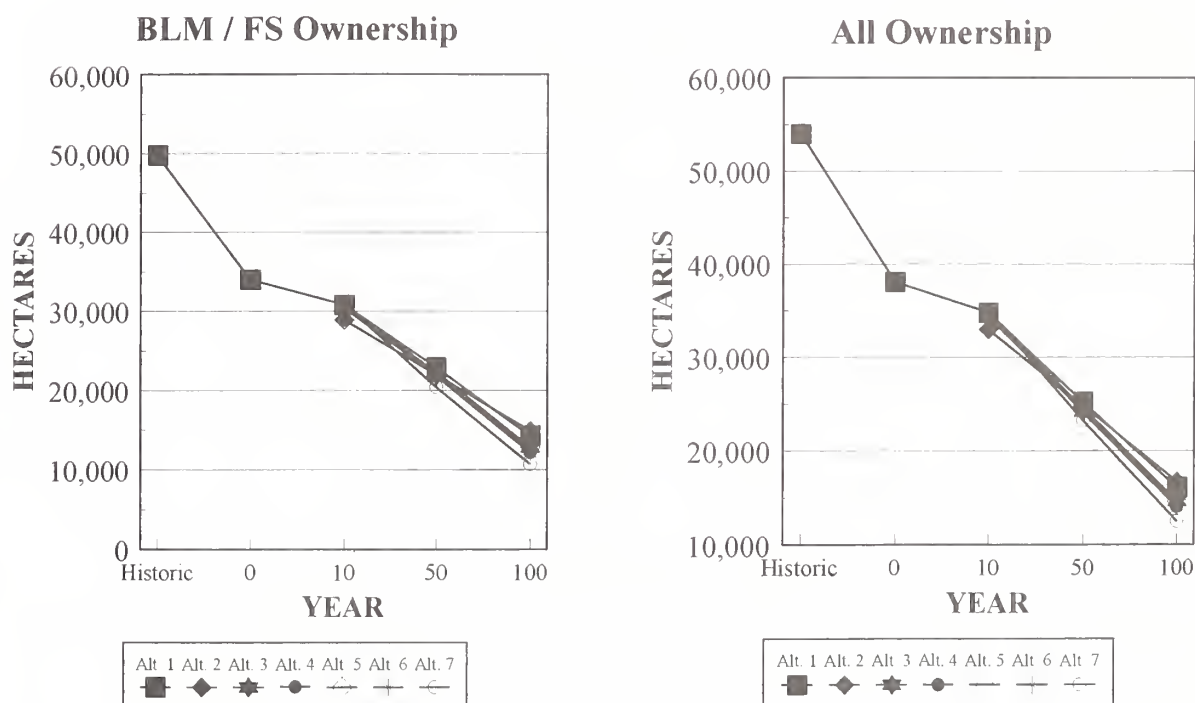 BLM / FS Ownership
60,000
50,000
40,000
30,000
20,000
10,000
0
HECTARES
Historic 0 10 50 100
YEAR
Alt 1 Alt. 2 Alt. 3 Alt. 4 Alt 5 Alt 6 Alt. 7
All Ownership
60,000
50,000
40,000
30,000
20,000
10,000
HECTARES
Historic 0 10 50 100
YEAR
Alt. 1 Alt. 2 Alt 3 Alt. 4 Alt. 5 Alt 6 Alt. 7